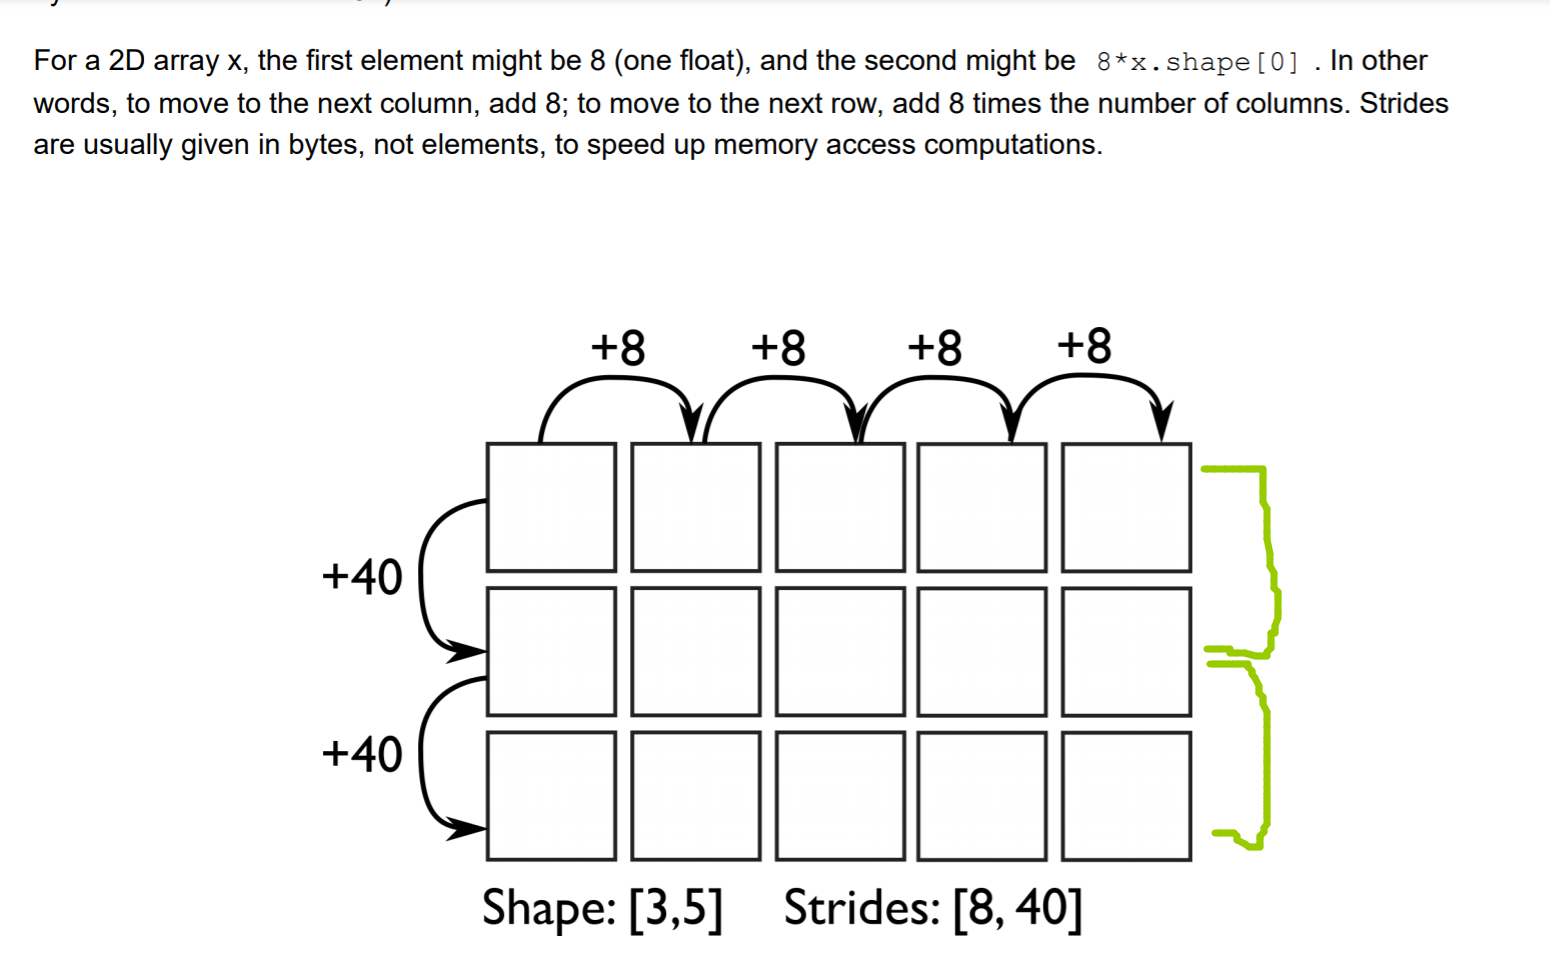 For a 2D array x, the first element might be 8 (one float), and the second might be 8*x.shape[0] . In other
words, to move to the next column, add 8; to move to the next row, add 8 times the number of columns. Strides
are usually given in bytes, not elements, to speed up memory access computations.
+8 +8 +8 +8
+40
+40
Shape: [3,5] Strides: [8, 40]